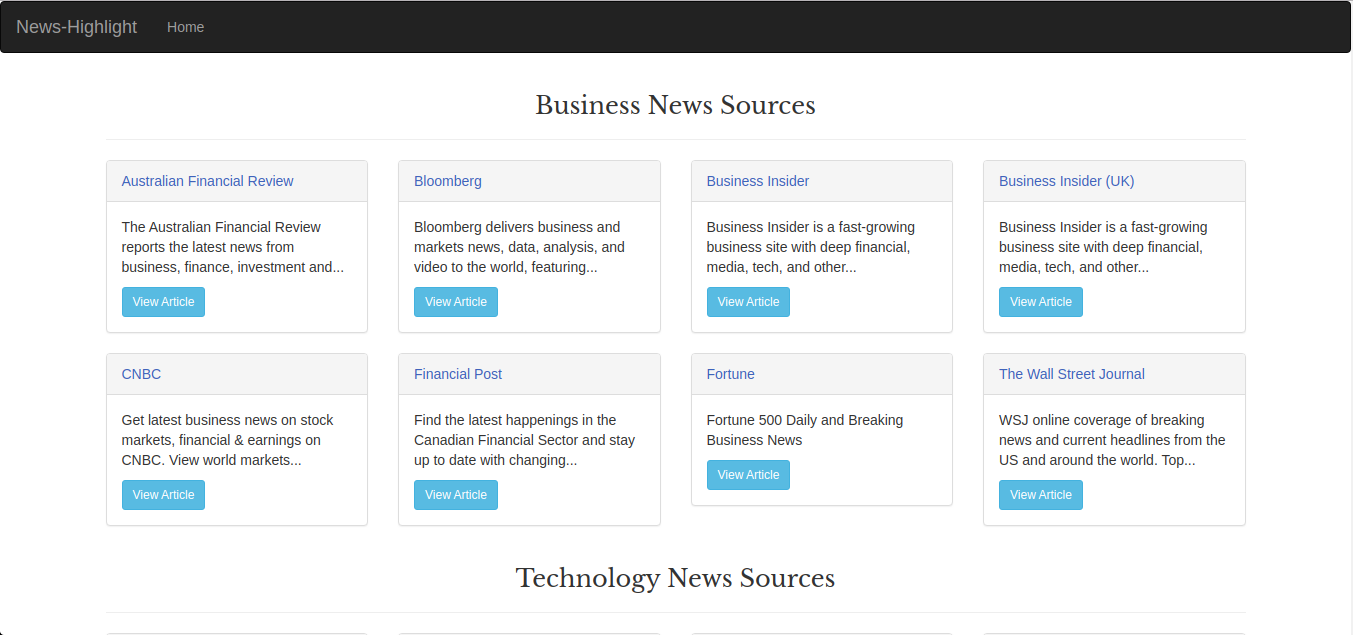 News-Highlight Home
Business News Sources
Australian Financial Review
The Australian Financial Review
reports the latest news from
business, finance, investment and...
View Article
Bloomberg
Bloomberg delivers business and
markets news, data, analysis, and
video to the world, featuring...
View Article
Business Insider
Business Insider is a fast-growing
business site with deep financial,
media, tech, and other...
View Article
Business Insider (UK)
Business Insider is a fast-growing
business site with deep financial,
media, tech, and other...
View Article
CNBC
Get latest business news on stock
markets, financial & earnings on
CNBC. View world markets...
View Article
Financial Post
Find the latest happenings in the
Canadian Financial Sector and stay
up to date with changing...
View Article
Fortune
Fortune 500 Daily and Breaking
Business News
View Article
The Wall Street Journal
WSJ online coverage of breaking
news and current headlines from the
US and around the world. Top...
View Article
Technology News Sources